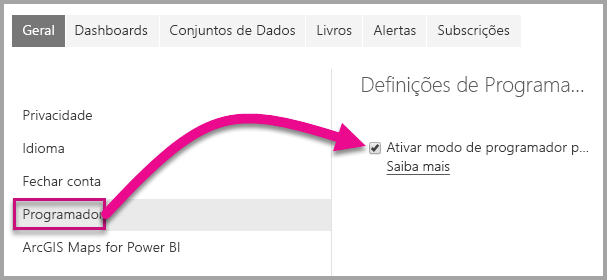 Geral Dashboards Conjuntos de Dados Livros Alertas Subscrições
Definições de Programa...
Privacidade
Idioma
Fechar conta
Programador
ArcGIS Maps for Power BI
Ativar modo de programador p...
Saiba mais